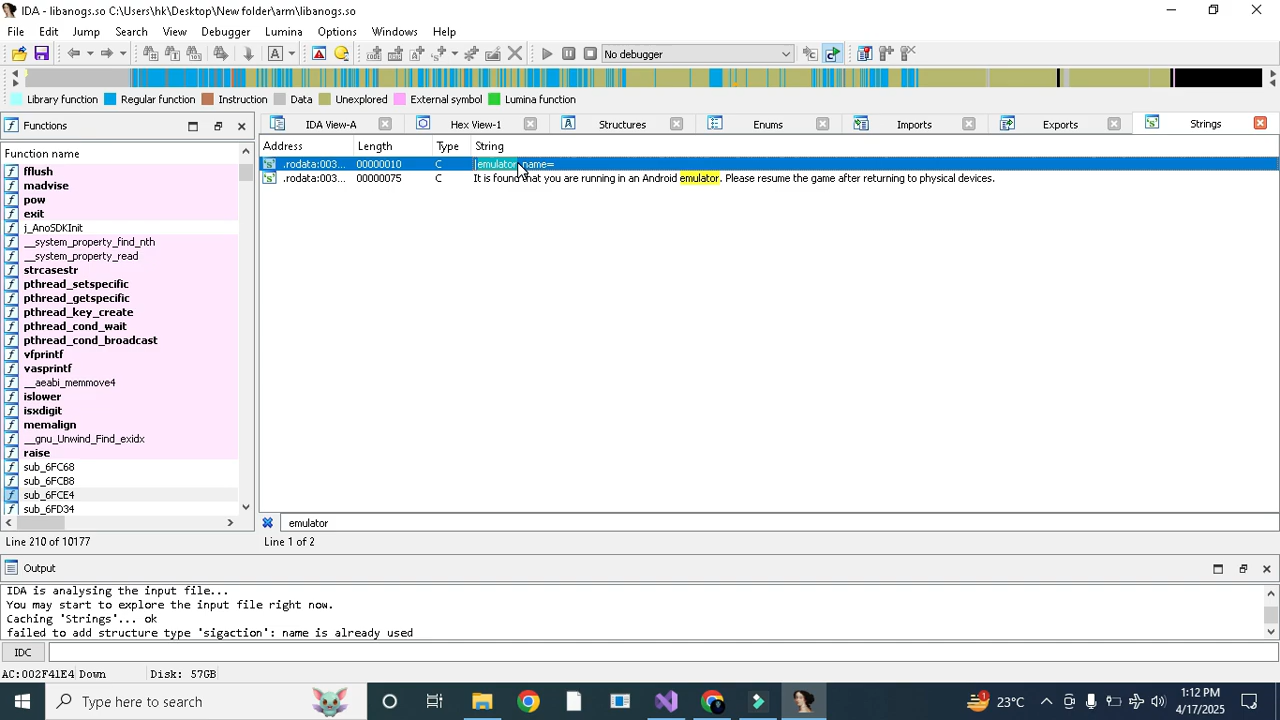 IDA - libanogs.so C:\Users\hk\Desktop\New folder\arm\libanogs.so
File Edit Jump Search View Debugger Lumina Options Windows Help
No debugger
Library function Regular function Instruction Data Unexplored External symbol Lumina function
Functions
IDA View-A Hex View-1 Structures Enums Imports Exports Strings
Function name
Address Length Type String
.rodata:003... 00000010 C |emulator_name=
.rodata:003... 00000075 C It is found that you are running in an Android emulator. Please resume the game after returning to physical devices.
fflush
madvise
pow
exit
j_AnoSDKInit
__system_property_find_nth
__system_property_read
strcasestr
pthread_setspecific
pthread_getspecific
pthread_key_create
pthread_cond_wait
pthread_cond_broadcast
vfprintf
vasprintf
__aeabi_memmove4
islower
isxdigit
memalign
__gnu_Unwind_Find_exidx
raise
sub_6FC68
sub_6FCB8
sub_6FCE4
sub_6FD34
emulator
Line 210 of 10177
Line 1 of 2
Output
IDA is analysing the input file...
You may start to explore the input file right now.
Caching 'Strings'... ok
failed to add structure type 'sigaction': name is already used
IDC
AC:002F41E4 Down Disk: 57GB
Type here to search
1
23°C
1:12 PM
4/17/2025